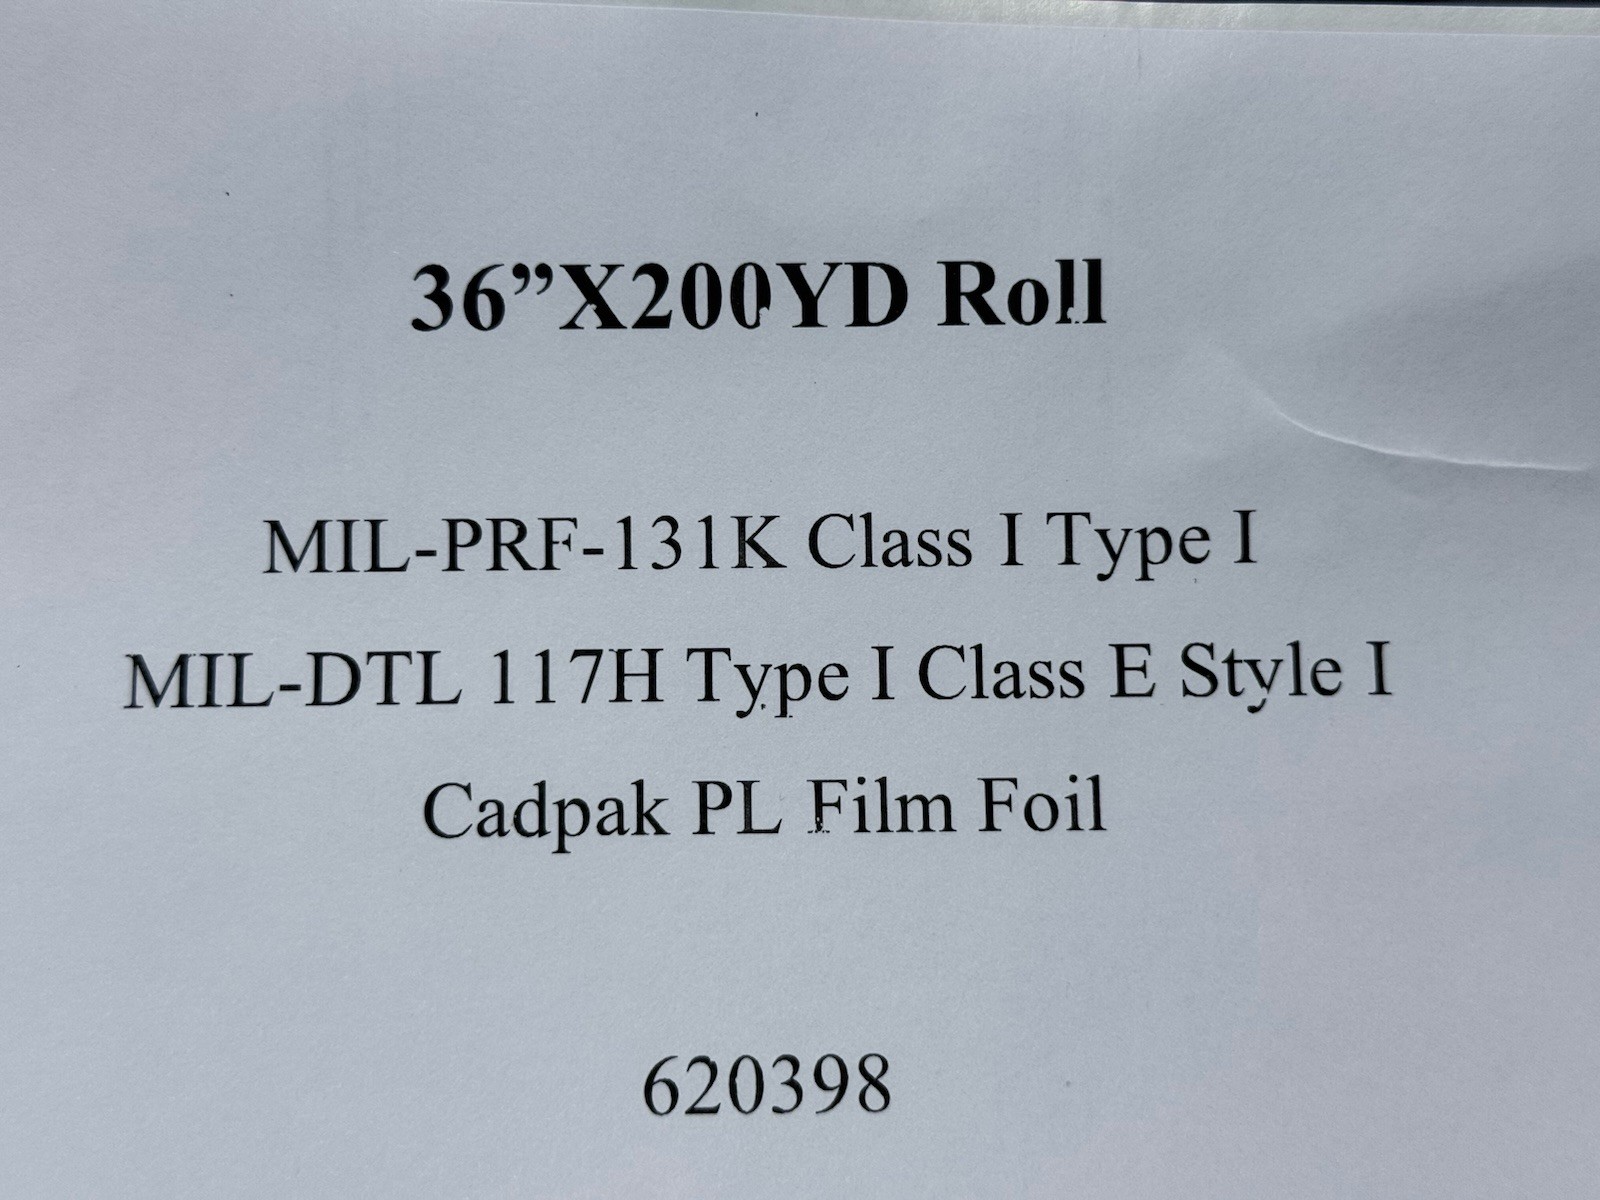 36”X200YD Roll
MIL-PRF-131K Class I Type I
MIL-DTL 117H Type I Class E Style I
Cadpak PL Film Foil
620398